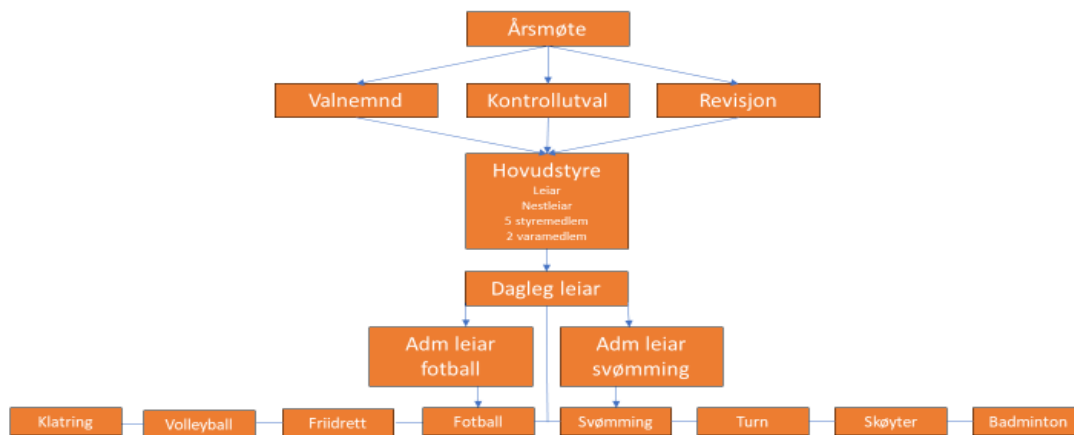 Årsmøte
Valnemnd
Kontrollutval
Revisjon
Hovudstyre
Leiar
Nestleiar
5 styremedlem
2 varamedlem
Dagleg leiar
Adm leiar
fotball
Adm leiar
svømming
Klatring
Volleyball
Friidrett
Fotball
Svømming
Turn
Skøyter
Badminton